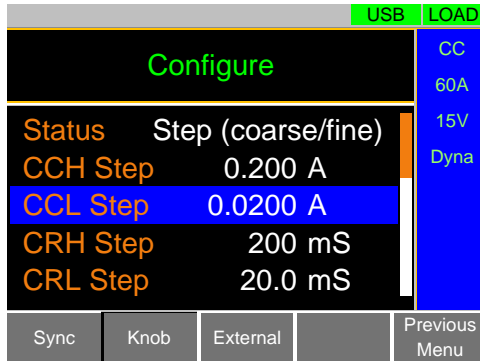 USB LOAD
Configure
CC
60A
15V
Dyna
Status Step (coarse/fine)
CCH Step 0.200 A
CCL Step 0.0200 A
CRH Step 200 mS
CRL Step 20.0 mS
Sync Knob External Previous Menu